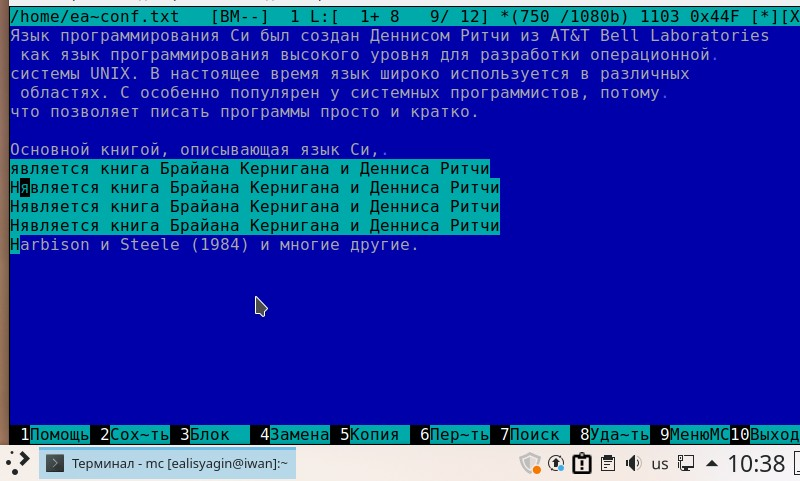 /home/ea~conf.txt [BM--] 1 L:[ 1+ 8 9/ 12] *(750 /1080b) 1103 0x44F [*][X
Язык программирования Си был создан Деннисом Ритчи из AT&T Bell Laboratories
как язык программирования высокого уровня для разработки операционной.
системы UNIX. В настоящее время язык широко используется в различных
областях. С особенно популярен у системных программистов, потому.
что позволяет писать программы просто и кратко.
Основной книгой, описывающая язык Си,.
является книга Брайана Кернигана и Денниса Ритчи
Нявляется книга Брайана Кернигана и Денниса Ритчи
Нявляется книга Брайана Кернигана и Денниса Ритчи
Нявляется книга Брайана Кернигана и Денниса Ритчи
Harbison и Steele (1984) и многие другие.
1Помощь 2Сох~ть 3Блок 4Замена 5Копия 6Пер~ть 7Поиск 8Уда~ть 9МенюMC 10Выход
Терминал - mc [ealisyagin@iwan]:~ us 10:38